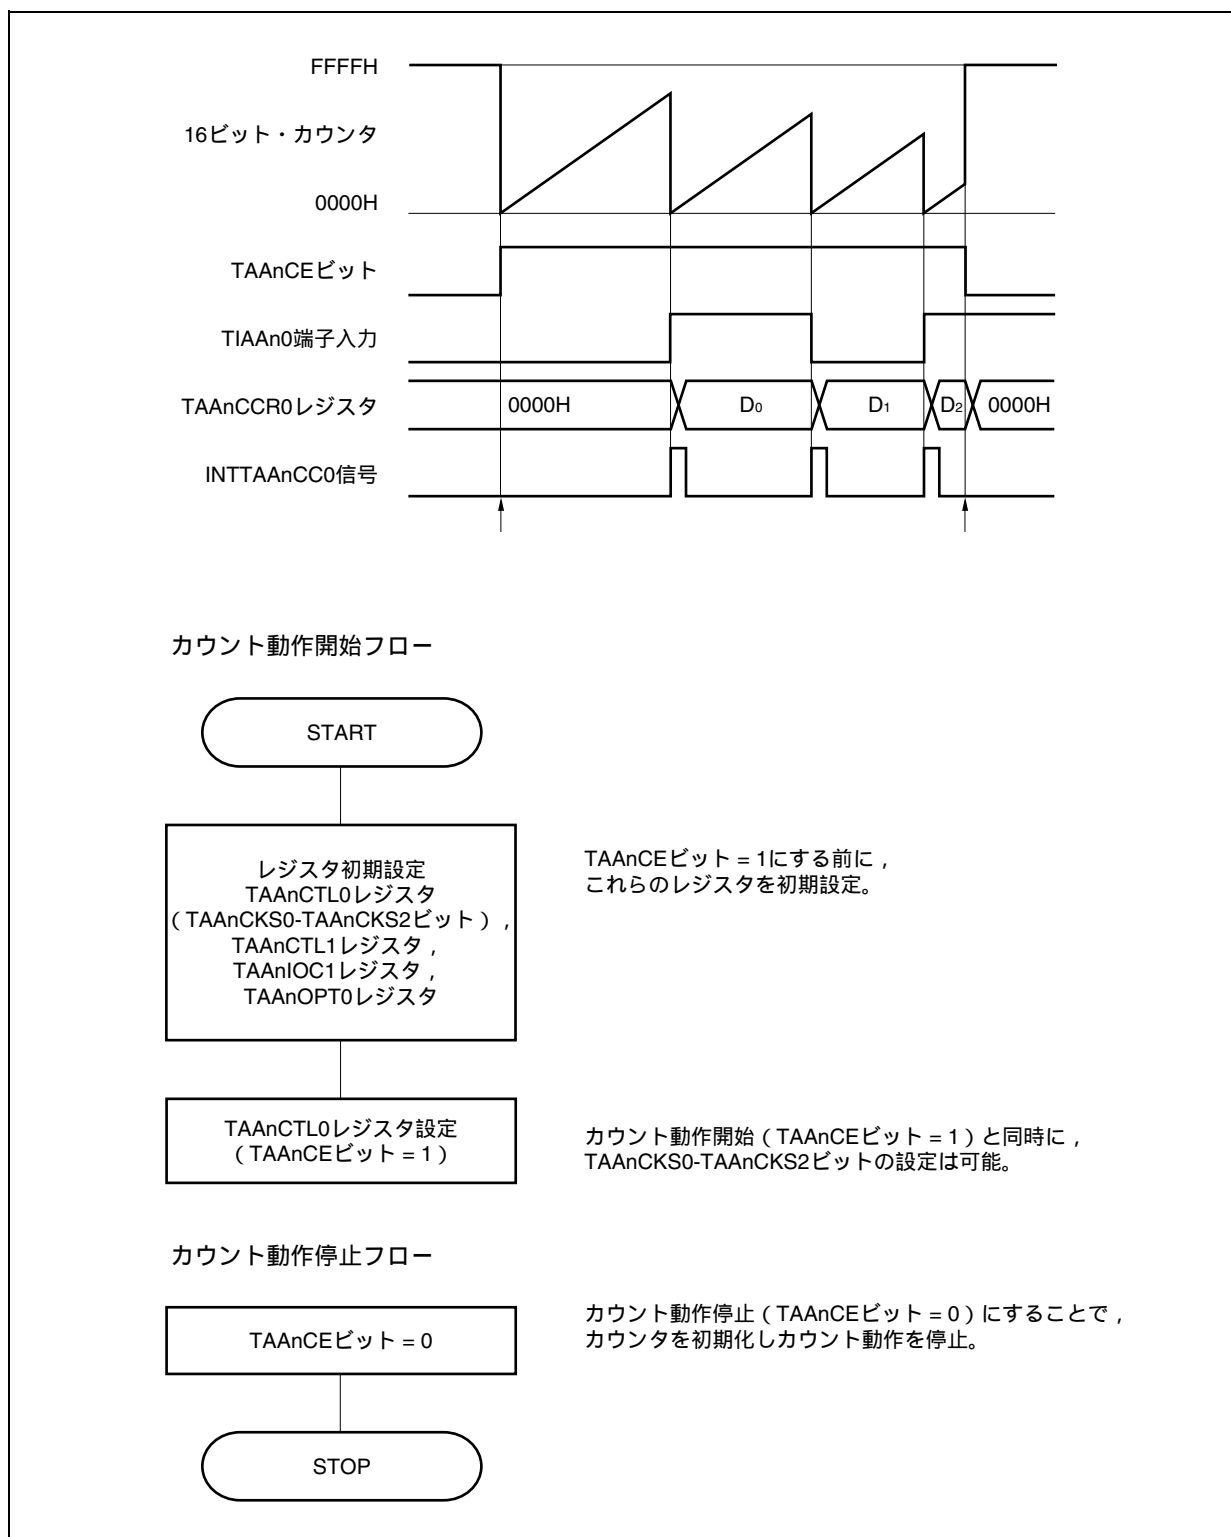 FFFFH
16ビット・カウンタ
0000H
TAAnCEビット
TIAAn0端子入力
TAAnCCR0レジスタ
0000H
D0
D1
D2
0000H
INTTAAnCC0信号
カウント動作開始フロー
START
レジスタ初期設定
TAAnCTL0レジスタ
(TAAnCKS0-TAAnCKS2ビット),
TAAnCTL1レジスタ,
TAAnIOC1レジスタ,
TAAnOPT0レジスタ
TAAnCEビット = 1にする前に,
これらのレジスタを初期設定。
TAAnCTL0レジスタ設定
(TAAnCEビット = 1)
カウント動作開始(TAAnCEビット = 1)と同時に,
TAAnCKS0-TAAnCKS2ビットの設定は可能。
カウント動作停止フロー
TAAnCEビット = 0
カウント動作停止(TAAnCEビット = 0)にすることで,
カウンタを初期化しカウント動作を停止。
STOP